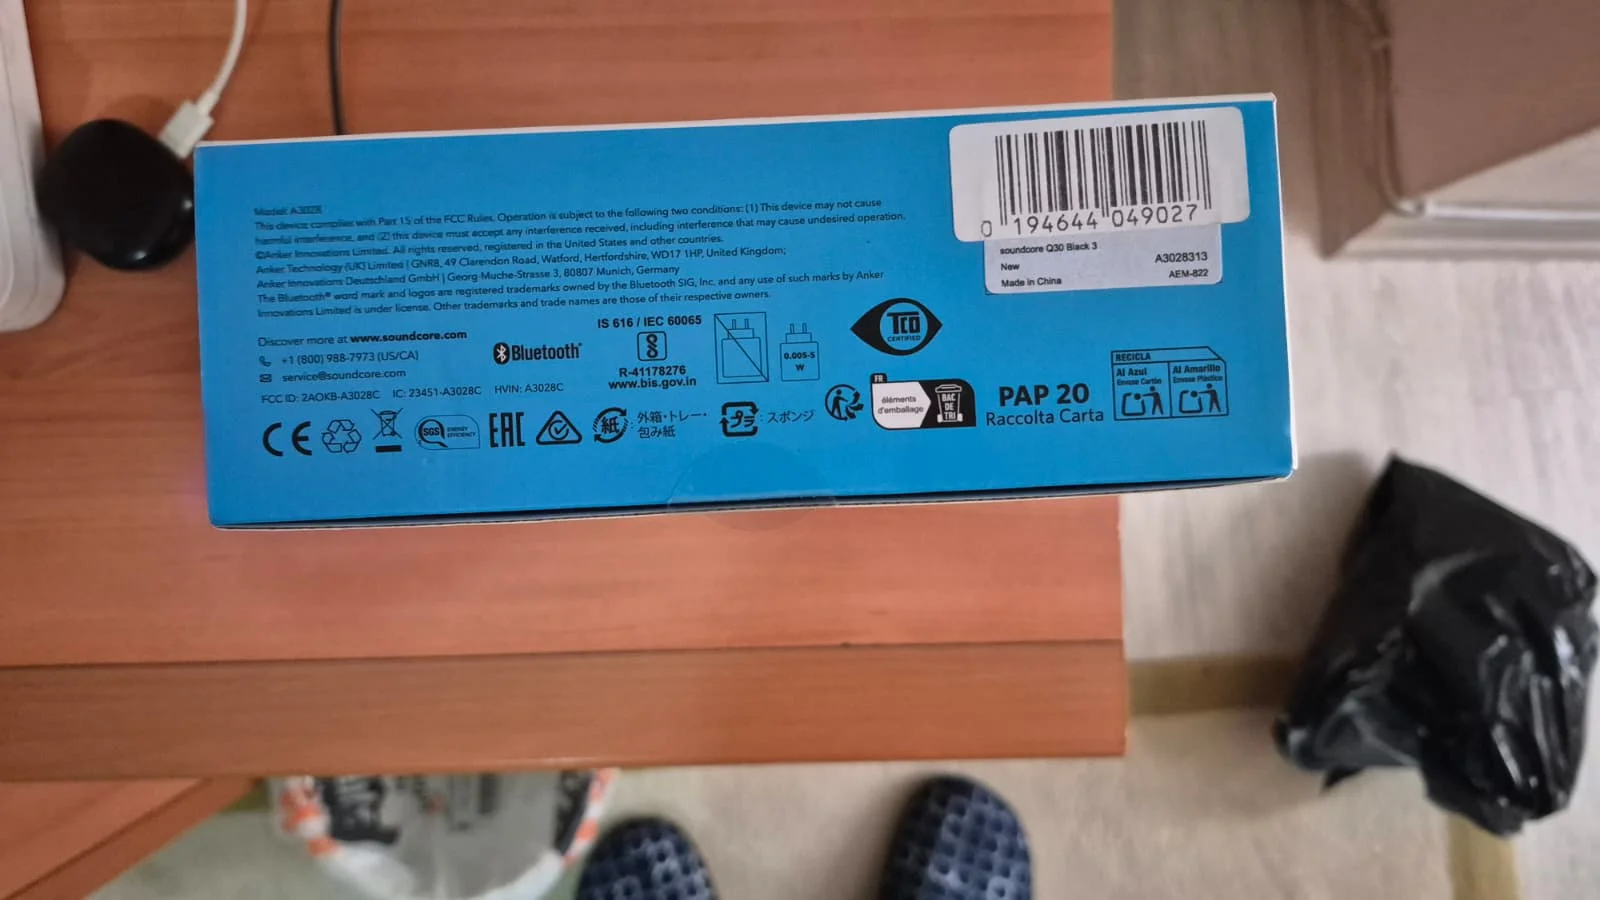 Model: A3028
This device complies with Part 15 of the FCC Rules. Operation is subject to the following two conditions: (1) This device may not cause
harmful interference, and (2) this device must accept any interference received, including interference that may cause undesired operation.
©Anker Innovations Limited. All rights reserved, registered in the United States and other countries.
Anker Technology (UK) Limited | GNR8, 49 Clarendon Road, Watford, Hertfordshire, WD17 1HP, United Kingdom;
Anker Innovations Deutschland GmbH | Georg-Muche-Strasse 3, 80807 Munich, Germany
The Bluetooth® word mark and logos are registered trademarks owned by the Bluetooth SIG, Inc. and any use of such marks by Anker
Innovations Limited is under license. Other trademarks and trade names are those of their respective owners.
0 194644 049027
soundcore Q30 Black 3
New
Made in China
A3028313
AEM-822
Discover more at www.soundcore.com
+1 (800) 988-7973 (US/CA)
service@soundcore.com
FCC ID: 2AOKB-A3028C IC: 23451-A3028C HVIN: A3028C
Bluetooth®
IS 616 / IEC 60065
R-41178276
www.bis.gov.in
0.005-5
W
TCO
CERTIFIED
CE
SGS ENERGY
EFFICIENCY
EAC
紙 : 外箱・トレー・
包み紙
プラ : スポンジ
FR
éléments
d'emballage
BAC
DE
TRI
PAP 20
Raccolta Carta
RECICLA
Al Azul
Envase Cartón
Al Amarillo
Envase Plástico